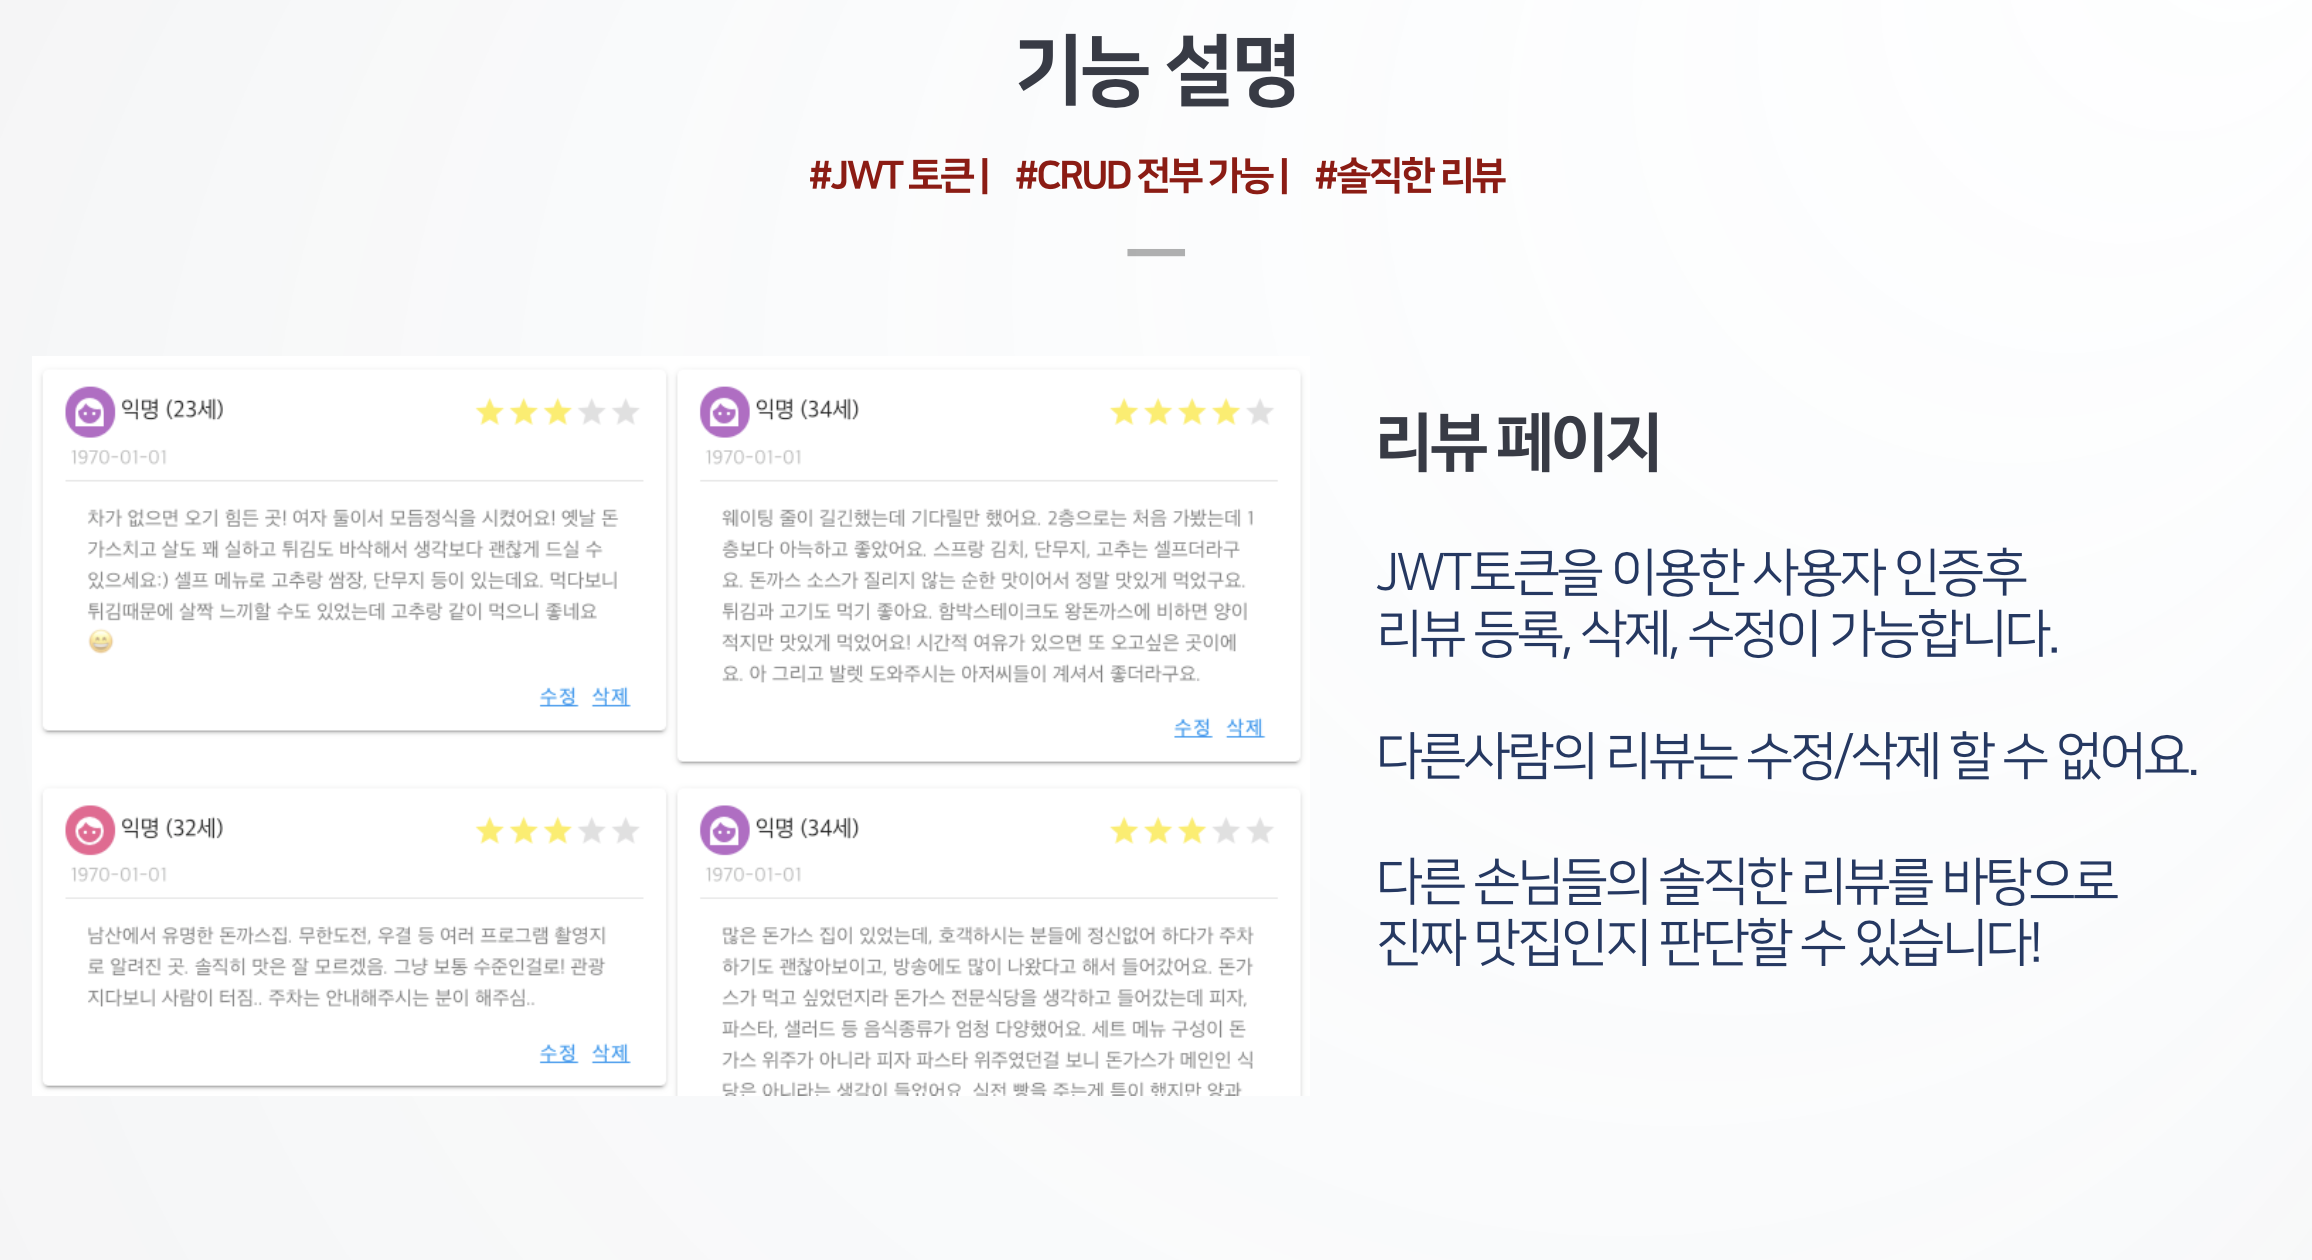 기능 설명
#JWT 토큰 | #CRUD 전부 가능 | #솔직한 리뷰
익명 (23세)
1970-01-01
차가 없으면 오기 힘든 곳! 여자 둘이서 모듬정식을 시켰어요! 옛날 돈
가스치고 살도 꽤 실하고 튀김도 바삭해서 생각보다 괜찮게 드실 수
있으세요:) 셀프 메뉴로 고추랑 쌈장, 단무지 등이 있는데요. 먹다보니
튀김때문에 살짝 느끼할 수도 있었는데 고추랑 같이 먹으니 좋네요
😄
수정 삭제
익명 (34세)
1970-01-01
웨이팅 줄이 길긴했는데 기다릴만 했어요. 2층으로는 처음 가봤는데 1
층보다 아늑하고 좋았어요. 스프랑 김치, 단무지, 고추는 셀프더라구
요. 돈까스 소스가 질리지 않는 순한 맛이어서 정말 맛있게 먹었구요.
튀김과 고기도 먹기 좋아요. 함박스테이크도 왕돈까스에 비하면 양이
적지만 맛있게 먹었어요! 시간적 여유가 있으면 또 오고싶은 곳이에
요. 아 그리고 발렛 도와주시는 아저씨들이 계셔서 좋더라구요.
수정 삭제
익명 (32세)
1970-01-01
남산에서 유명한 돈까스집. 무한도전, 우결 등 여러 프로그램 촬영지
로 알려진 곳. 솔직히 맛은 잘 모르겠음. 그냥 보통 수준인걸로! 관광
지다보니 사람이 터짐.. 주차는 안내해주시는 분이 해주심..
수정 삭제
익명 (34세)
1970-01-01
많은 돈가스 집이 있었는데, 호객하시는 분들에 정신없어 하다가 주차
하기도 괜찮아보이고, 방송에도 많이 나왔다고 해서 들어갔어요. 돈가
스가 먹고 싶었던지라 돈가스 전문식당을 생각하고 들어갔는데 피자,
파스타, 샐러드 등 음식종류가 엄청 다양했어요. 세트 메뉴 구성이 돈
가스 위주가 아니라 피자 파스타 위주였던걸 보니 돈가스가 메인인 식
당은 아니라는 생각이 들었어요. 식전 빵을 주는게 특이 했지만 양과
리뷰 페이지
JWT토큰을 이용한 사용자 인증후
리뷰 등록, 삭제, 수정이 가능합니다.
다른사람의 리뷰는 수정/삭제 할 수 없어요.
다른 손님들의 솔직한 리뷰를 바탕으로
진짜 맛집인지 판단할 수 있습니다!